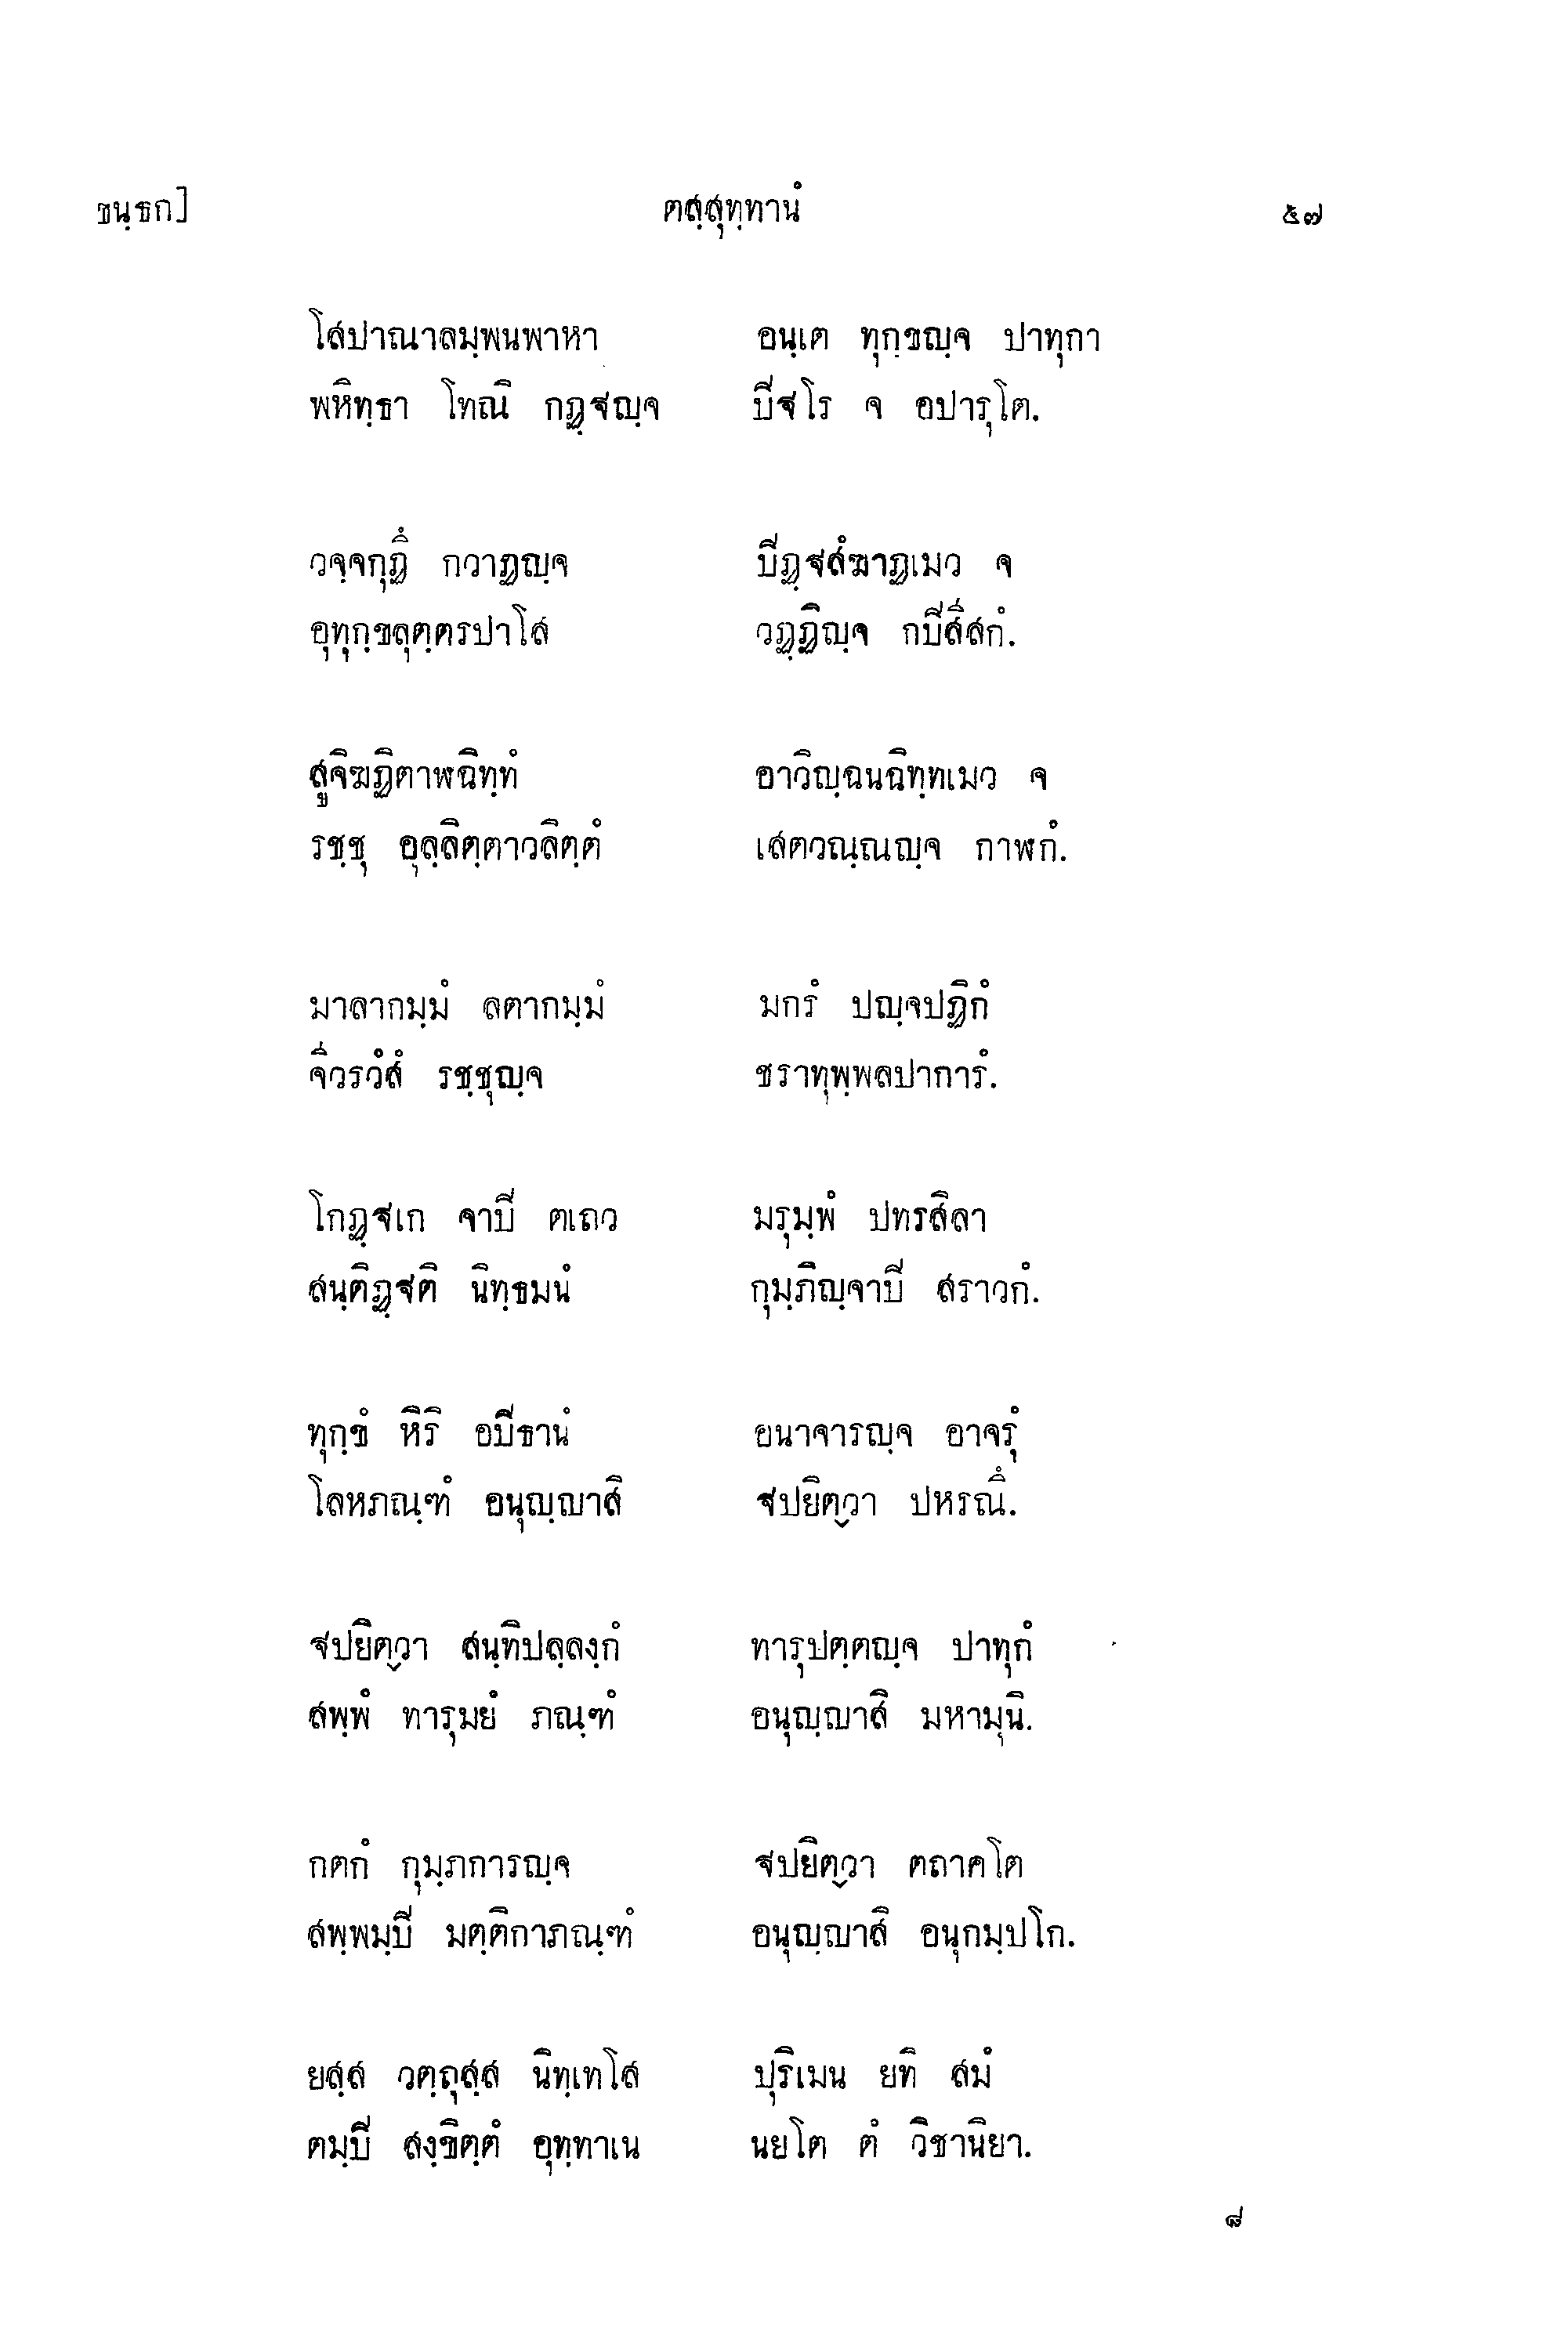 ขนฺธก] ตสฺสุทฺทานํ ๕๗
โสปาณาลมฺพนพาหา อนฺเต ทุกฺขญฺจ ปาทุกา
พหิทฺธา โทณิ กฏฺฐญฺจ ปิฐโร จ อปารุโต.
วจฺจกุฏึ กวาฏญฺจ ปิฏฺฐสํฆาฏเมว จ
อุทุกฺขลุตฺตรปาโส วฏฺฏิญฺจ กปิสีสกํ.
สูจิฆฏิตาฬฉิทฺทํ อาวิญฺฉนฉิทฺทเมว จ
รชฺชุ อุลฺลิตฺตาวลิตฺตํ เสตวณฺณญฺจ กาฬกํ.
มาลากมฺมํ ลตากมฺมํ มกรํ ปญฺจปฏิกํ
จีวรวํสํ รชฺชุญฺจ ชราทุพฺพลปาการํ.
โกฏฺฐเก จาปิ ตเถว มรุมฺพํ ปทรสิลา
สนฺติฏฺฐติ นิทฺธมนํ กุมฺภิญฺจาปิ สราวกํ.
ทุกฺขํ หิริ อปิธานํ อนาจารญฺจ อาจรุํ
โลหภณฺฑํ อนุญฺญาสิ ฐปยิตฺวา ปหรณึ.
ฐปยิตฺวา สนฺทิปลฺลงฺกํ ทารุปตฺตญฺจ ปาทุกํ
สพฺพํ ทารุมยํ ภณฺฑํ อนุญฺญาสิ มหามุนิ.
กตกํ กุมฺภการญฺจ ฐปยิตฺวา ตถาคโต
สพฺพมฺปิ มตฺติกาภณฺฑํ อนุญฺญาสิ อนุกมฺปโก.
ยสฺส วตฺถุสฺส นิทฺเทโส ปุริเมน ยทิ สมํ
ตมฺปิ สงฺขิตฺตํ อุทฺทาเน นยโต ตํ วิชานิยา.
๘